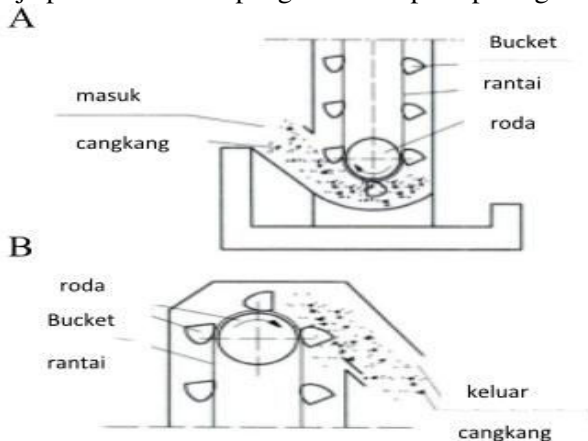 A
Bucket
rantai
roda
masuk
cangkang
B
roda
Bucket
rantai
keluar
cangkang